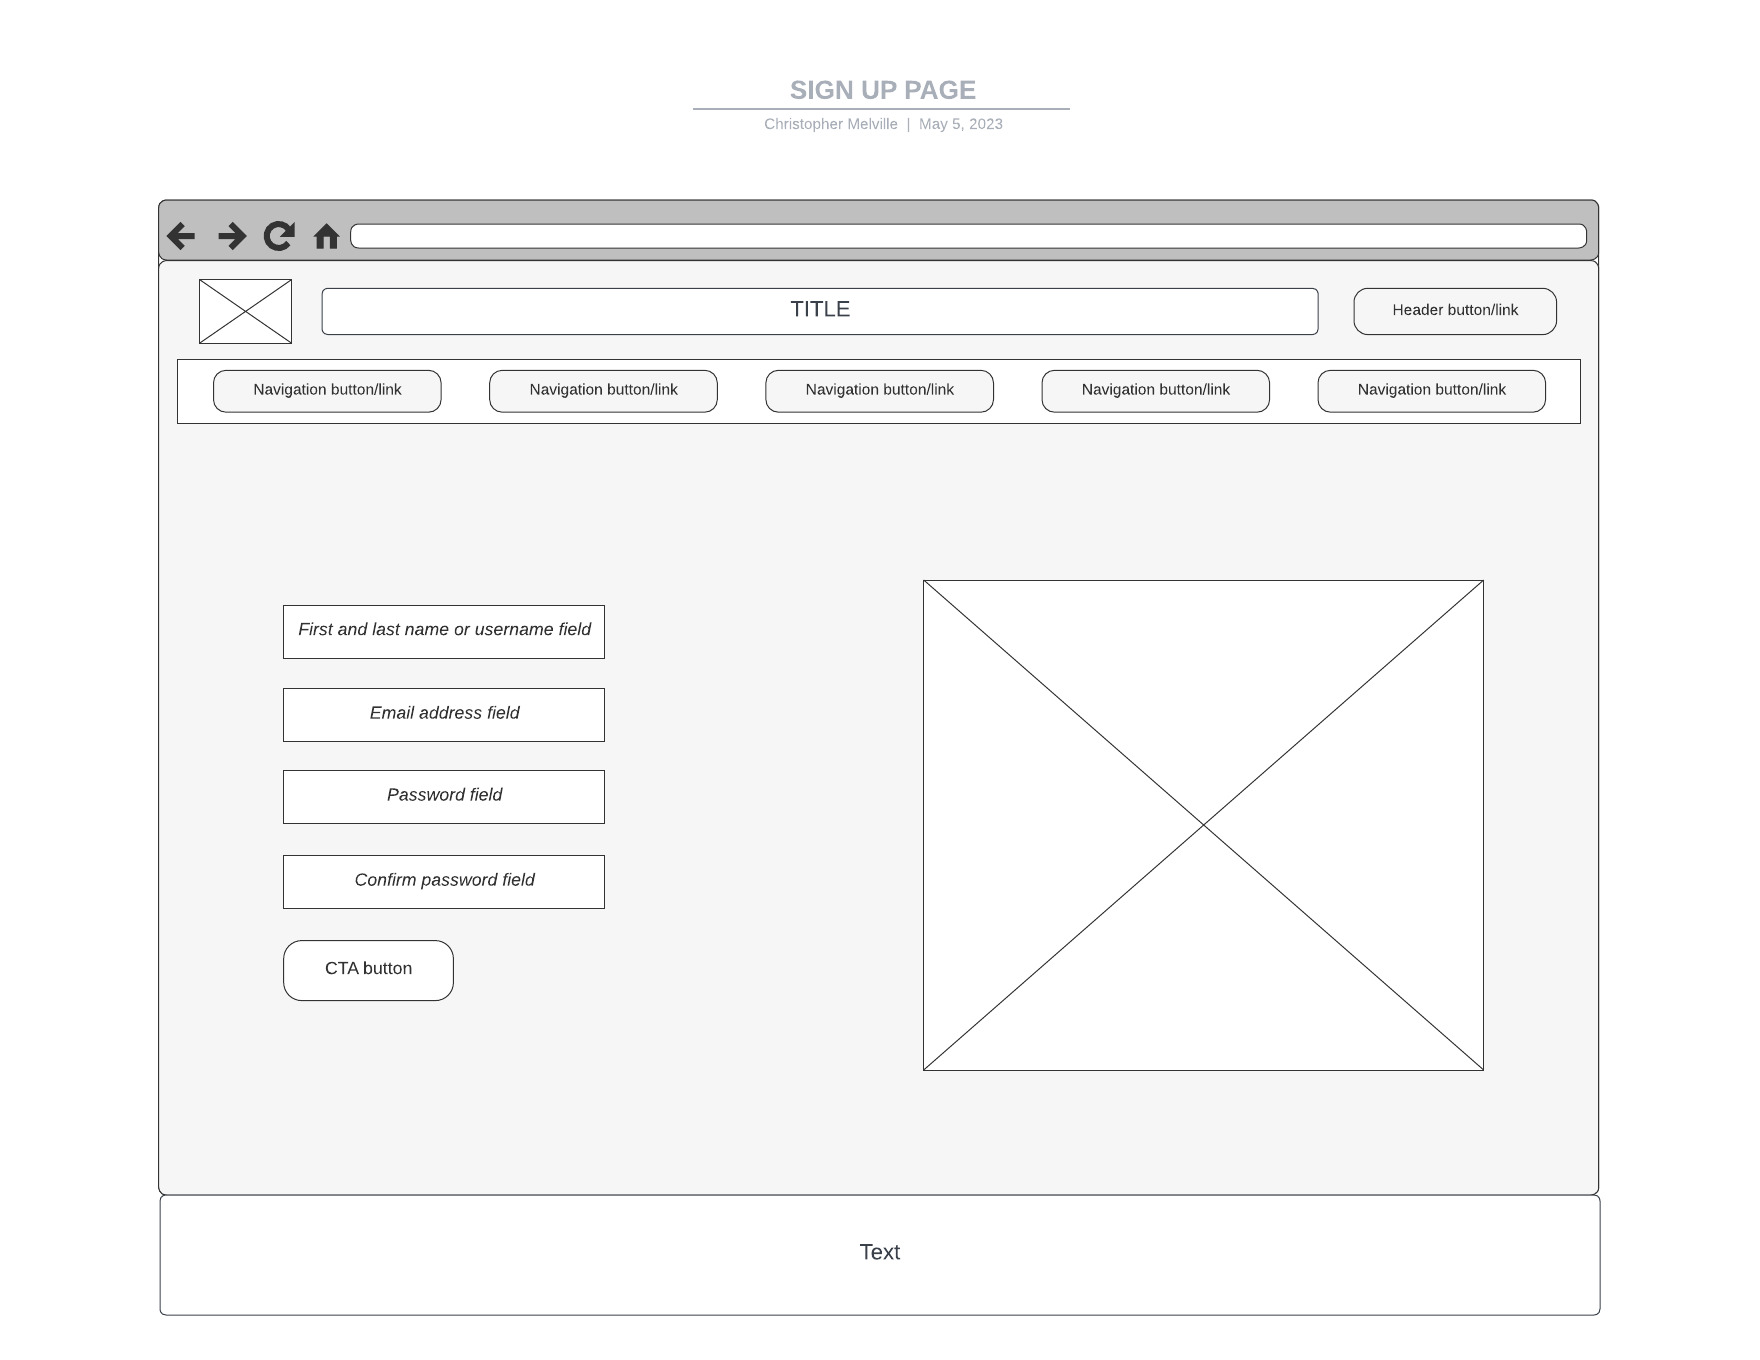 SIGN UP PAGE
Christopher Melville | May 5, 2023
TITLE
Header button/link
Navigation button/link
Navigation button/link
Navigation button/link
Navigation button/link
Navigation button/link
First and last name or username field
Email address field
Password field
Confirm password field
CTA button
Text